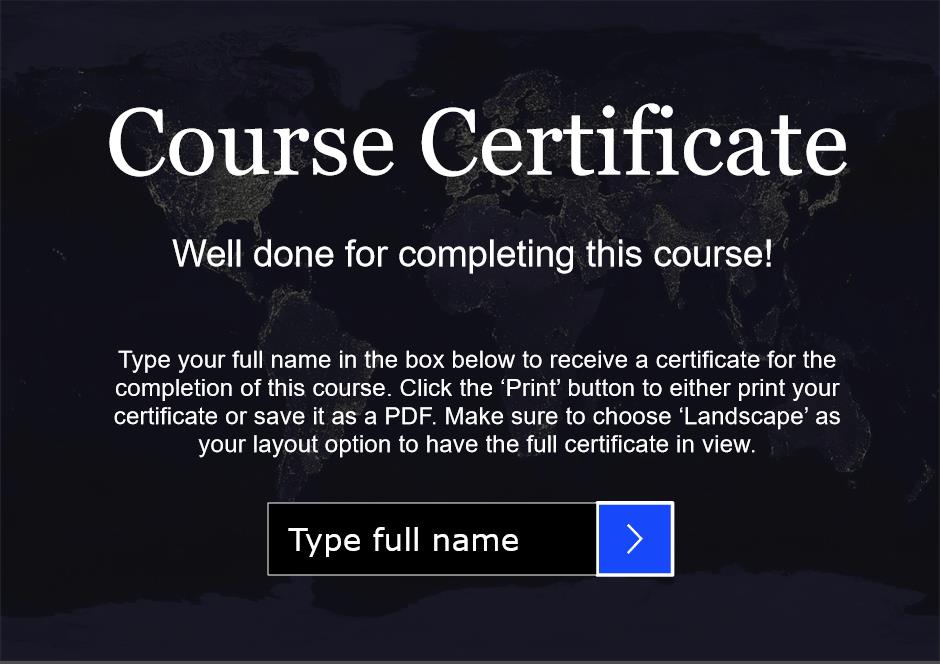 Course Certificate
Well done for completing this course!
Type your full name in the box below to receive a certificate for the
completion of this course. Click the ‘Print’ button to either print your
certificate or save it as a PDF. Make sure to choose ‘Landscape’ as
your layout option to have the full certificate in view.
Type full name